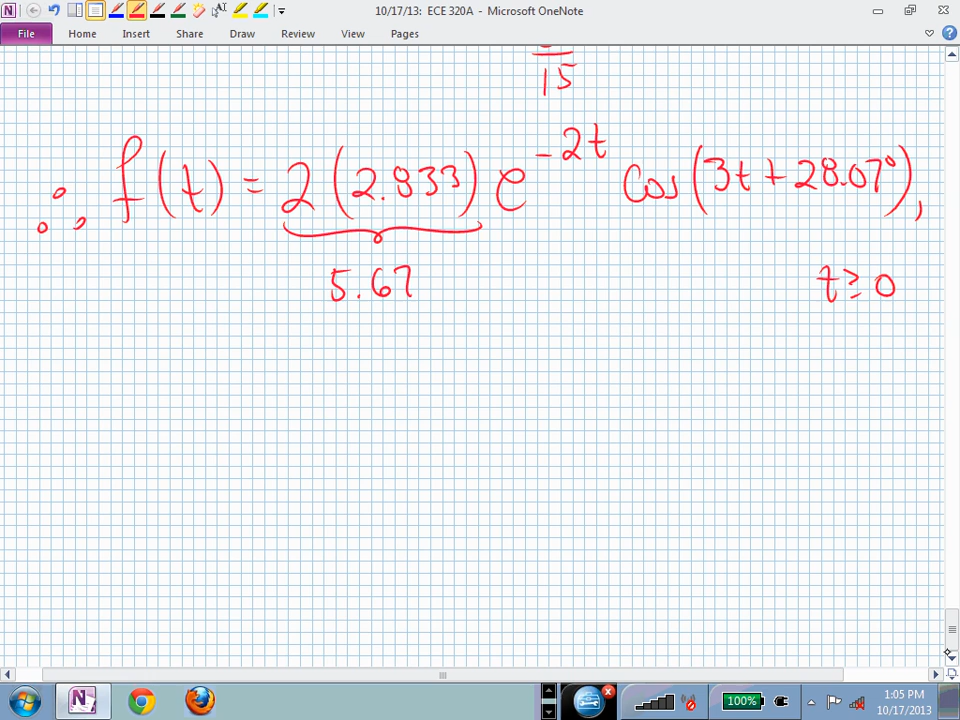 10/17/13: ECE 320A - Microsoft OneNote
File Home Insert Share Draw Review View Pages
15
∴ f(t) = 2(2.833) e^{-2t} cos(3t + 28.07°),
5.67
t ≥ 0
100%
1:05 PM
10/17/2013